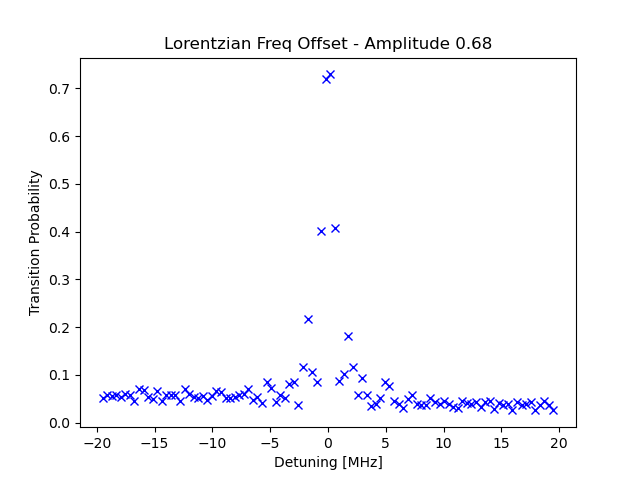 Lorentzian Freq Offset - Amplitude 0.68
Transition Probability
0.7
0.6
0.5
0.4
0.3
0.2
0.1
0.0
−20 −15 −10 −5 0 5 10 15 20
Detuning [MHz]